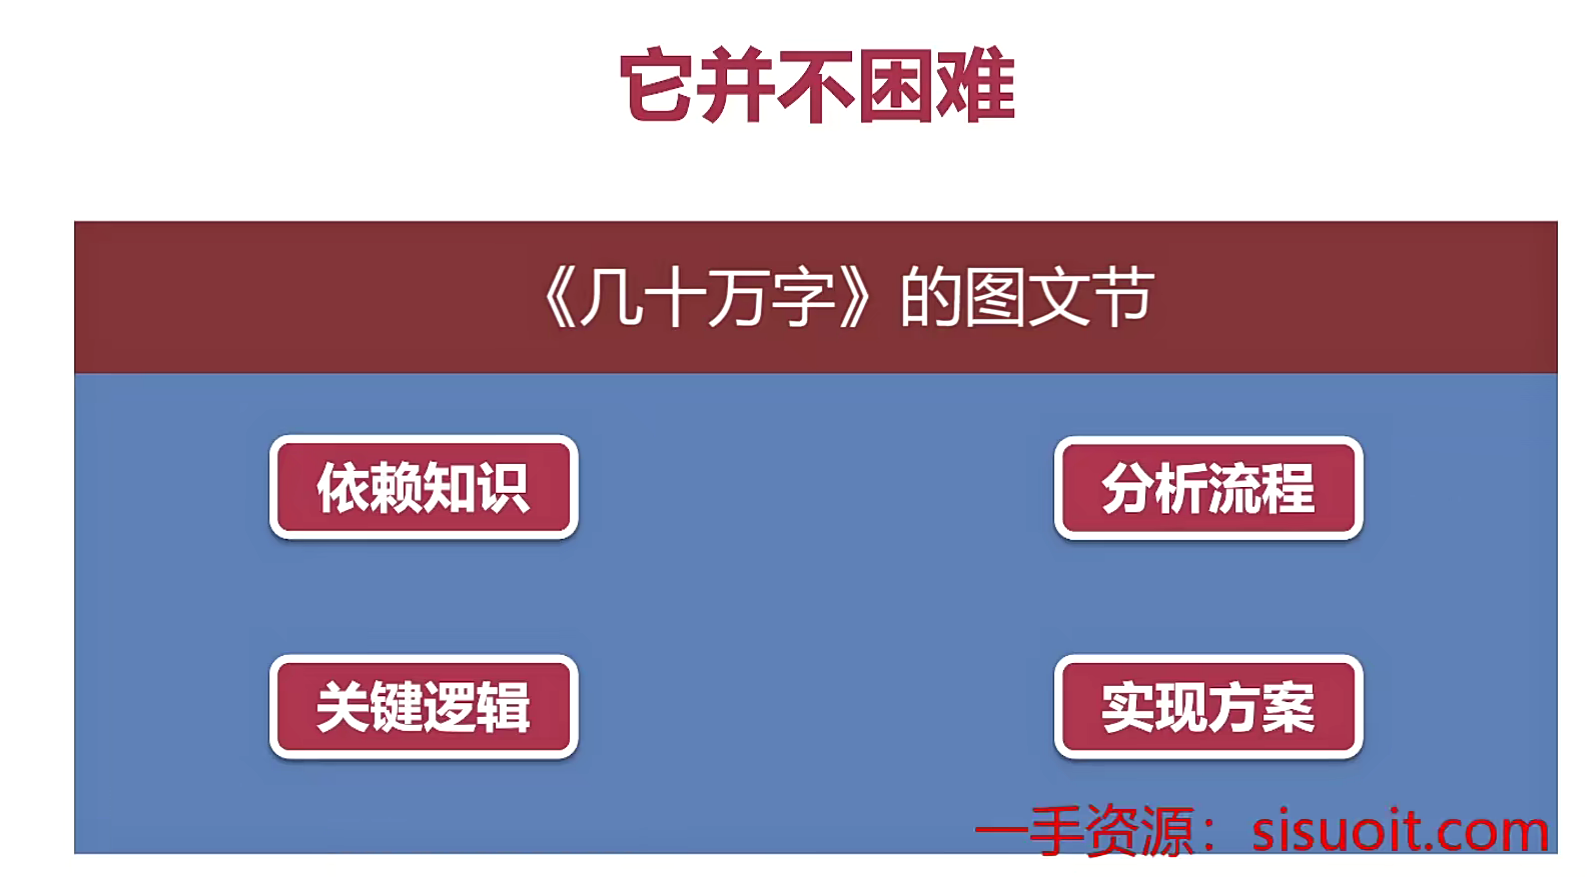 它并不困难
《几十万字》的图文节
依赖知识
分析流程
关键逻辑
实现方案
一手资源：sisuoit.com